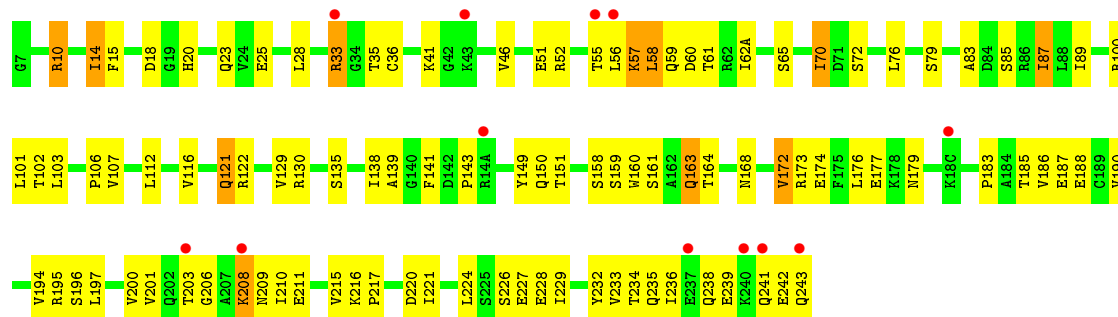 G7 R10 I14 F15 D18 G19 H20 Q23 V24 E25 L28 R33 G34 T35 C36 K41 G42 K43 V46 E51 R52 T55 L56 K57 L58 Q59 D60 T61 R62 I62A S65 I70 D71 S72 L76 S79 A83 D84 S85 R86 I87 L88 I89 R100
L101 T102 L103 P106 V107 L112 V116 Q121 R122 V129 R130 S135 I138 A139 G140 F141 D142 P143 R14A Y149 Q150 T151 S158 S159 W160 S161 A162 Q163 T164 N168 V172 R173 E174 F175 L176 E177 K178 N179 K18C P183 A184 T185 V186 E187 E188 C189 V190
V194 R195 S196 L197 V200 V201 Q202 T203 G206 A207 K208 N209 I210 E211 V215 K216 P217 D220 I221 L224 S225 S226 E227 E228 I229 Y232 V233 T234 Q235 I236 E237 Q238 E239 K240 Q241 E242 Q243